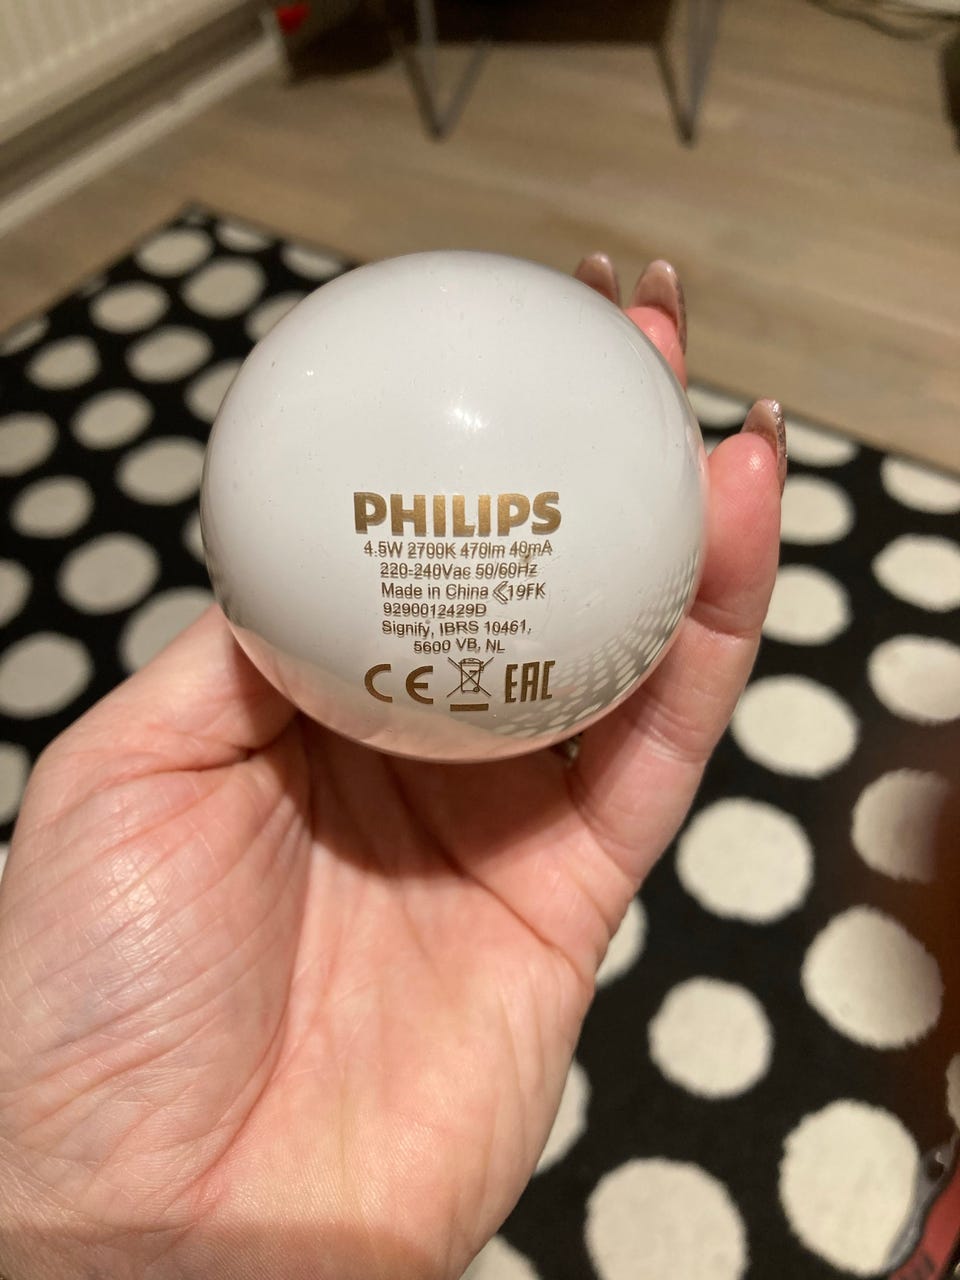 PHILIPS
4.5W 2700K 470lm 40mA
220-240Vac 50/60Hz
Made in China 19FK
9290012429D
Signify, IBRS 10461,
5600 VB, NL
CE EAC